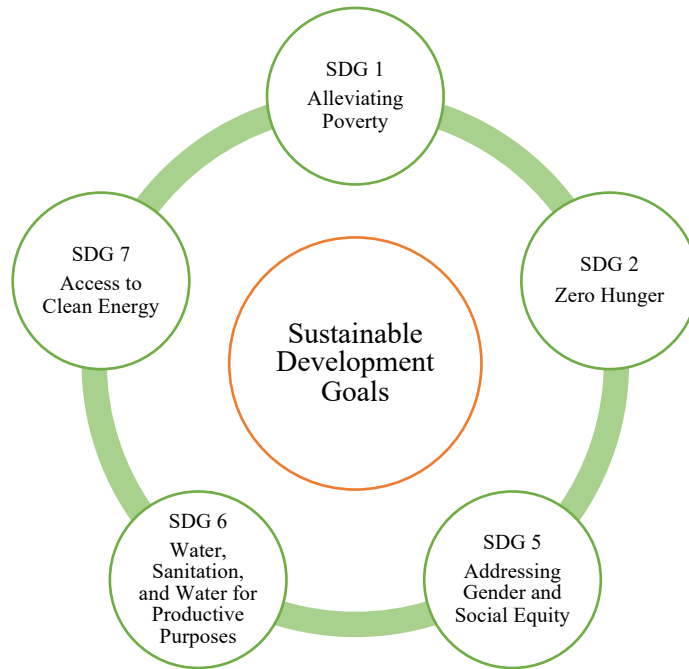 SDG 1
Alleviating
Poverty
SDG 2
Zero Hunger
SDG 5
Addressing
Gender and
Social Equity
SDG 6
Water,
Sanitation,
and Water for
Productive
Purposes
SDG 7
Access to
Clean Energy
Sustainable
Development
Goals